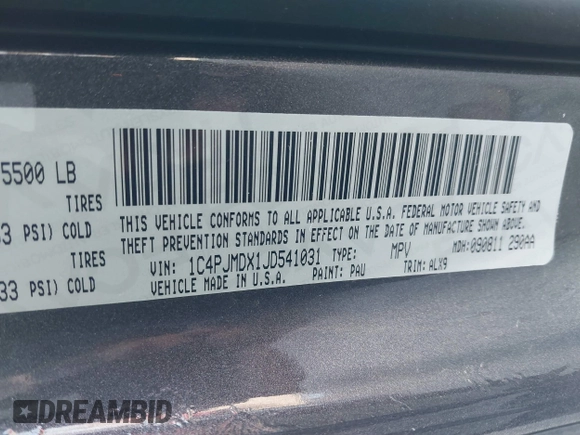 5500 LB
TIRES
33 PSI) COLD
TIRES
33 PSI) COLD
THIS VEHICLE CONFORMS TO ALL APPLICABLE U.S.A. FEDERAL MOTOR VEHICLE SAFETY AND
THEFT PREVENTION STANDARDS IN EFFECT ON THE DATE OF MANUFACTURE SHOWN ABOVE.
VIN: 1C4PJMDX1JD541031 TYPE: MPV MDH:090811 290AA
VEHICLE MADE IN U.S.A. PAINT: PAU TRIM: ALX9
DREAMBID